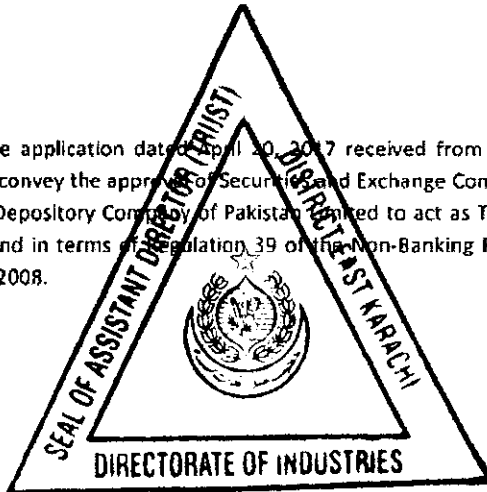 e application dated April 20, 2017 received from
convey the approval of Securities and Exchange Com
Depository Company of Pakistan Limited to act as T
nd in terms of Regulation 39 of the Non-Banking F
2008.
SEAL OF ASSISTANT DIRECTOR (TRUST)
DISTRICT EAST KARACHI
DIRECTORATE OF INDUSTRIES